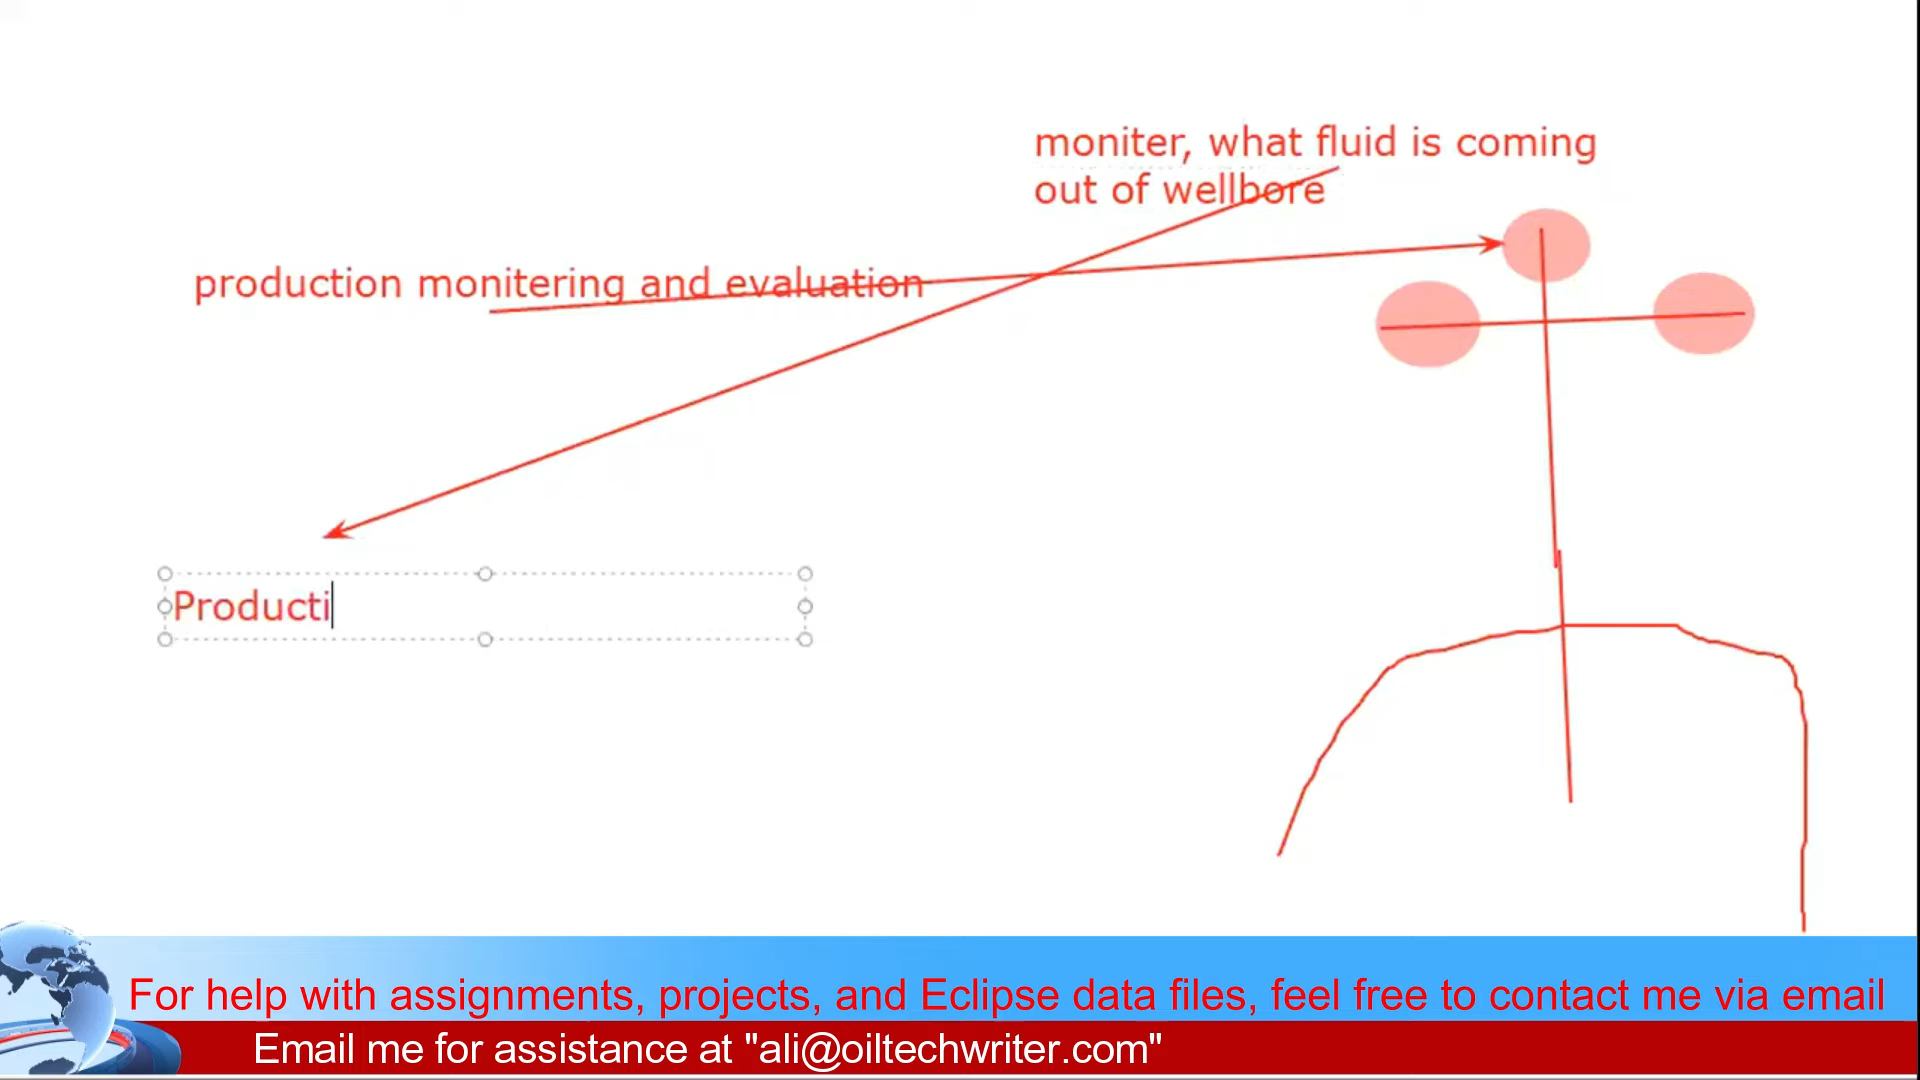 moniter, what fluid is coming
out of wellbore
production monitering and evaluation
Producti
For help with assignments, projects, and Eclipse data files, feel free to contact me via email
Email me for assistance at "ali@oiltechwriter.com"